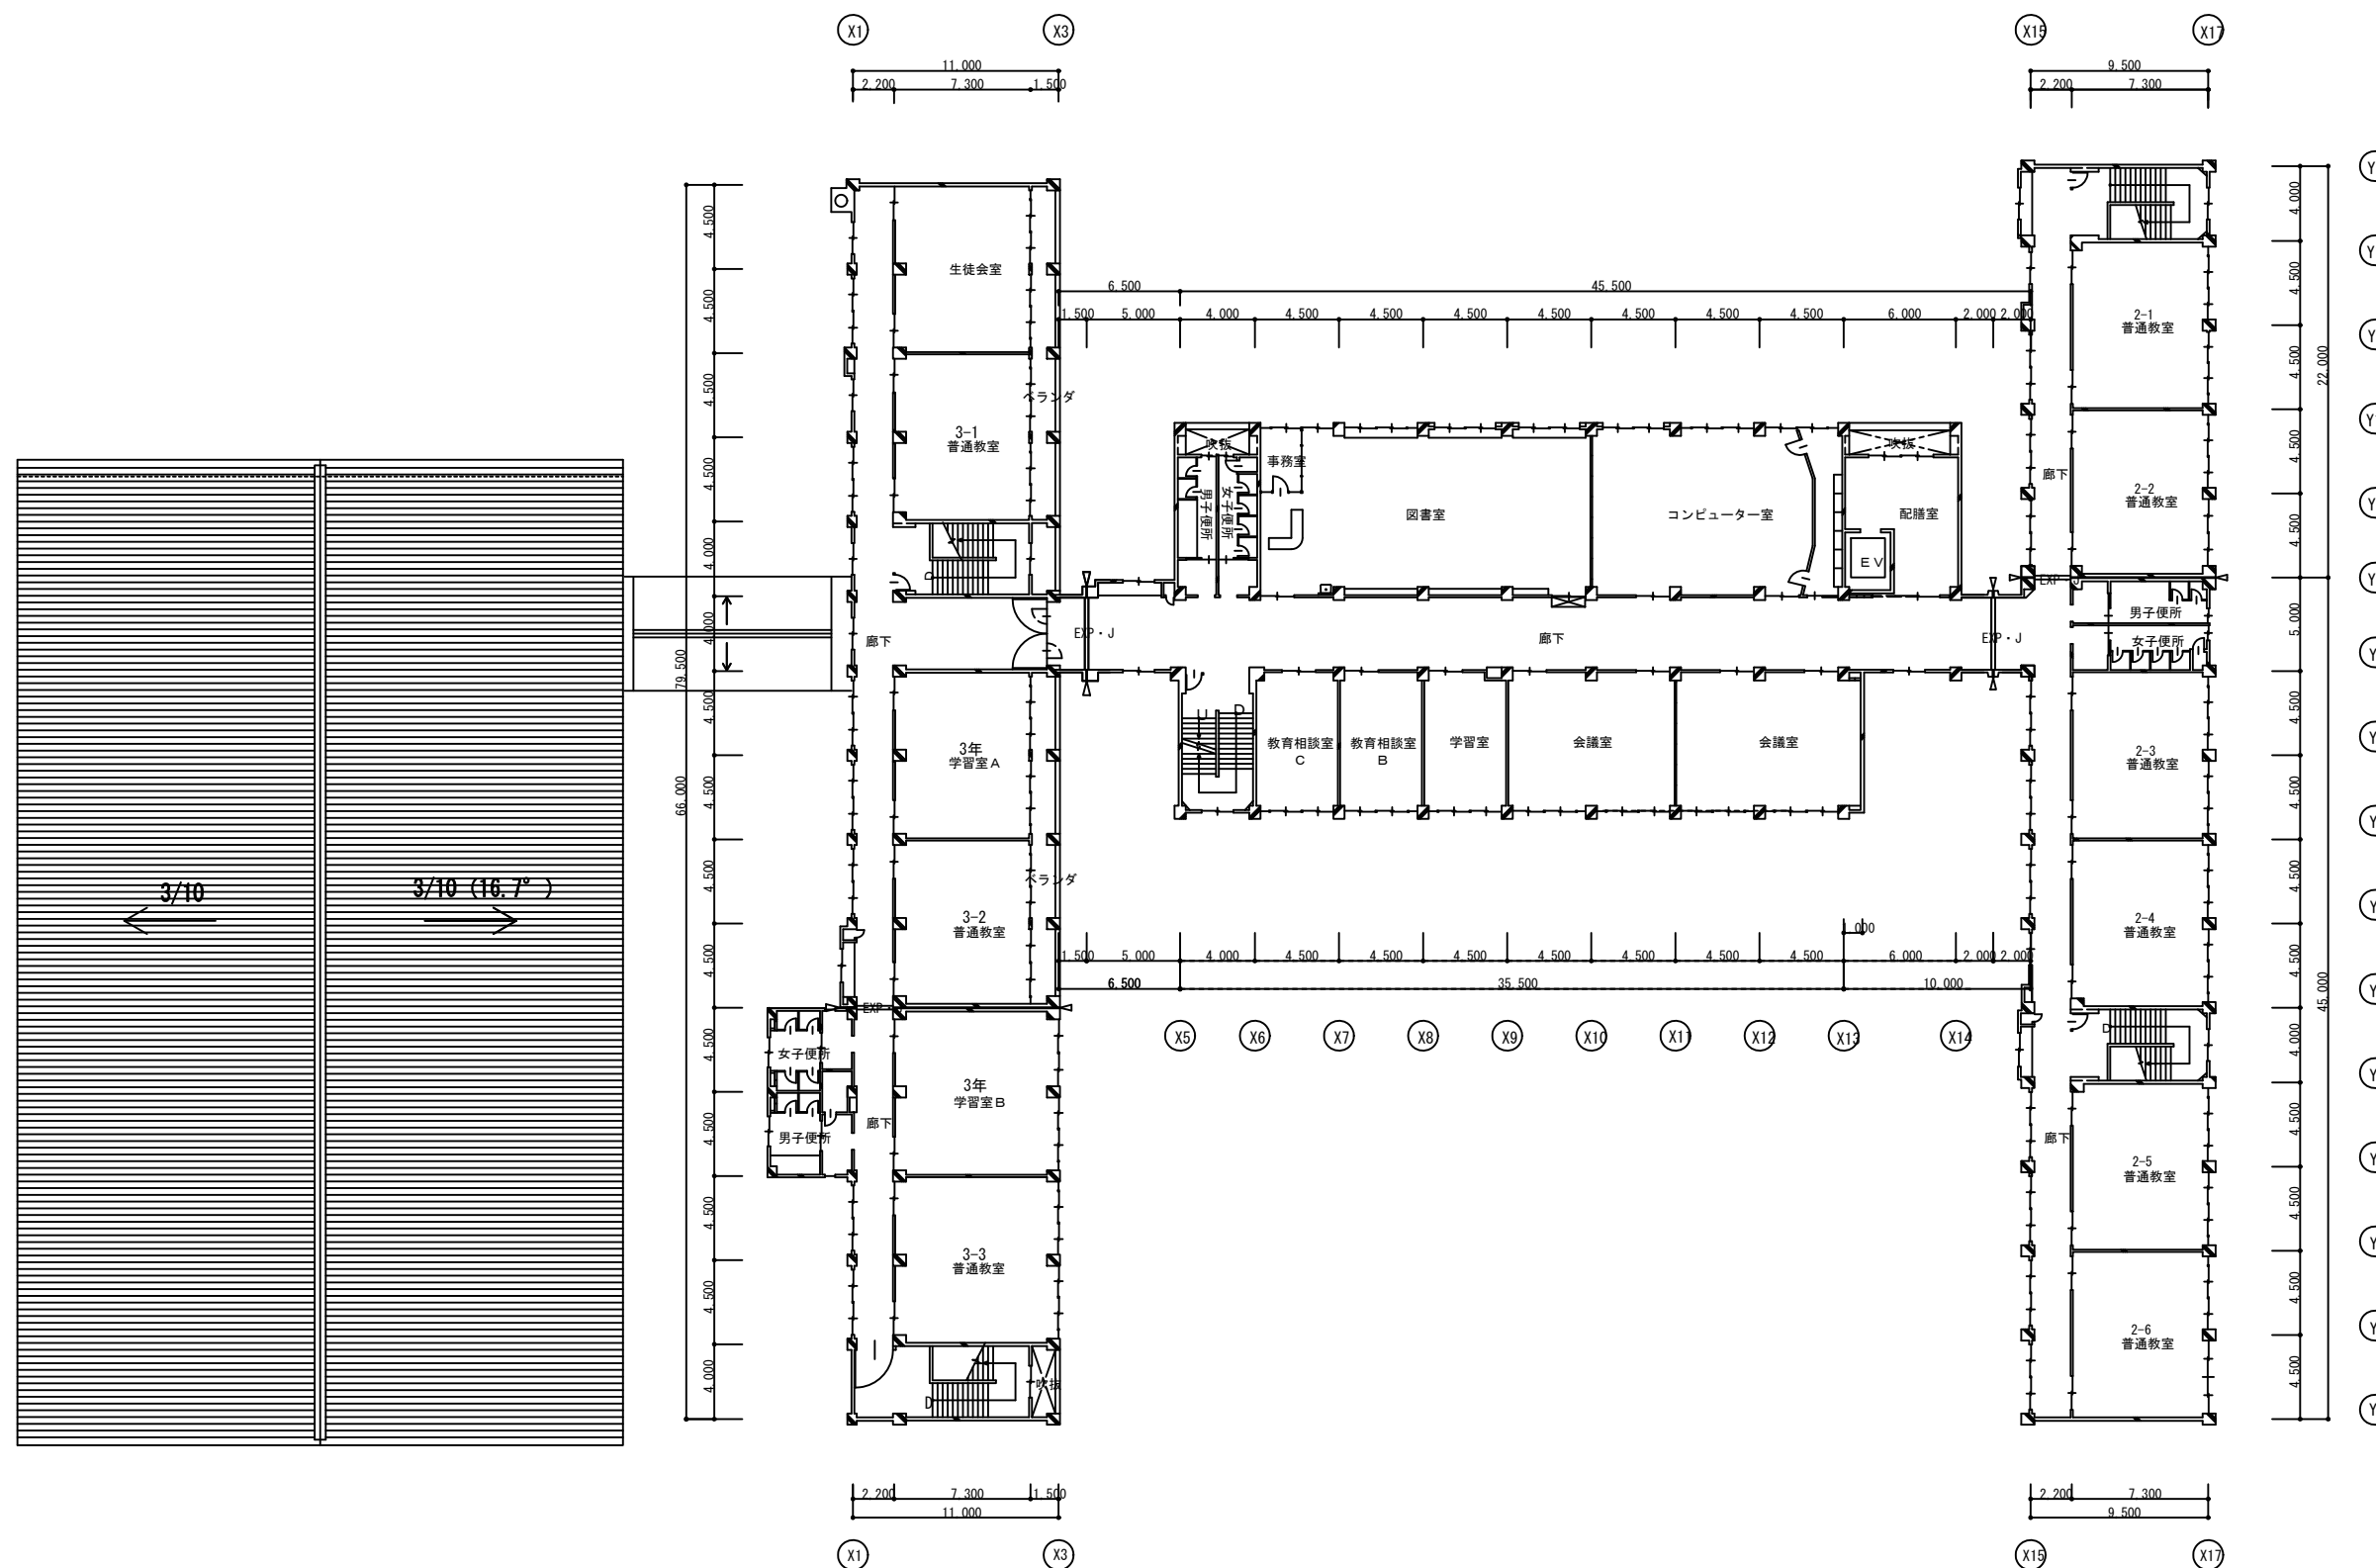 X1
X3
X15
X17
11,000
2,200
7,300
1,500
9,500
2,200
7,300
6,500
45,500
1,500
5,000
4,000
4,500
4,500
4,500
4,500
4,500
4,500
4,500
6,000
2,000
2,000
4,500
4,500
4,500
4,500
4,000
4,000
4,500
4,500
4,500
4,500
4,500
4,500
4,500
4,500
4,000
66,000
79,500
生徒会室
3-1
普通教室
ベランダ
D
廊下
EXP・J
3年
学習室A
3-2
普通教室
ベランダ
女子便所
男子便所
廊下
3年
学習室B
3-3
普通教室
D
吹抜
3/10
3/10 (16.7°)
吹抜
男子便所
女子便所
事務室
図書室
コンピューター室
吹抜
配膳室
EV
廊下
EXP・J
U
D
教育相談室
C
教育相談室
B
学習室
会議室
会議室
2-1
普通教室
廊下
2-2
普通教室
EXP・J
男子便所
女子便所
2-3
普通教室
2-4
普通教室
D
廊下
2-5
普通教室
2-6
普通教室
4,000
4,500
4,500
4,500
4,500
5,000
4,500
4,500
4,500
4,500
4,000
4,500
4,500
4,500
4,500
22,000
45,000
1,500
5,000
4,000
4,500
4,500
4,500
4,500
4,500
4,500
4,500
6,000
2,000
2,000
6,500
35,500
10,000
X5
X6
X7
X8
X9
X10
X11
X12
X13
X14
2,200
7,300
1,500
11,000
2,200
7,300
9,500
X1
X3
X15
X17